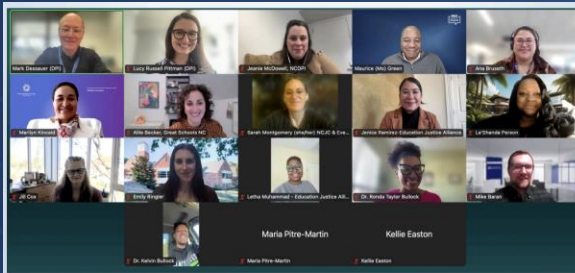 Mark Dessauer (DPI)
Lucy Russell Pittman (DPI)
Jeanie McDowell, NCDPI
Maurice (Mo) Green
Ana Brusett
Marilyn
Allie Becker, Great Schools NC
Sarah Montgomery (she/her) NCJC & Eve...
Janice Ramirez-Education Justice Alliance
La'Shanda Person
Jill Cox
Emily Ringler
Letha Muhammad - Education Justice Alli...
Dr. Ronda Taylor Bullock
Mike Baran
Maria Pitre-Martin
Kellie Easton
Dr. Kelvin Bullock
Maria Pitre-Martin
Kellie Easton